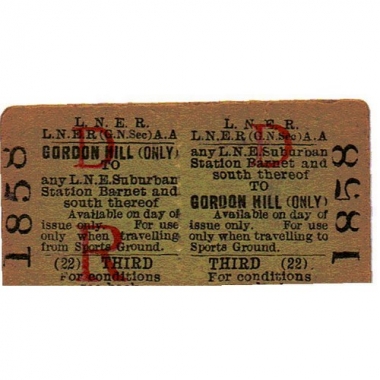 1858
L. N. E. R.
L.N.E.R (G.N.Sec) A.A
GORDON HILL (ONLY)
TO
any L.N.E.Suburban
Station Barnet and
south thereof
Available on day of
issue only. For use
only when travelling
from Sports Ground.
(22) THIRD
For conditions
D
R
L. N. E. R.
L.N.E.R (G.N.Sec) A.A
any L.N.E.Suburban
Station Barnet and
south thereof
TO
GORDON HILL (ONLY)
Available on day of
issue only. For use
only when travelling to
Sports Ground.
THIRD (22)
For conditions
D
1858